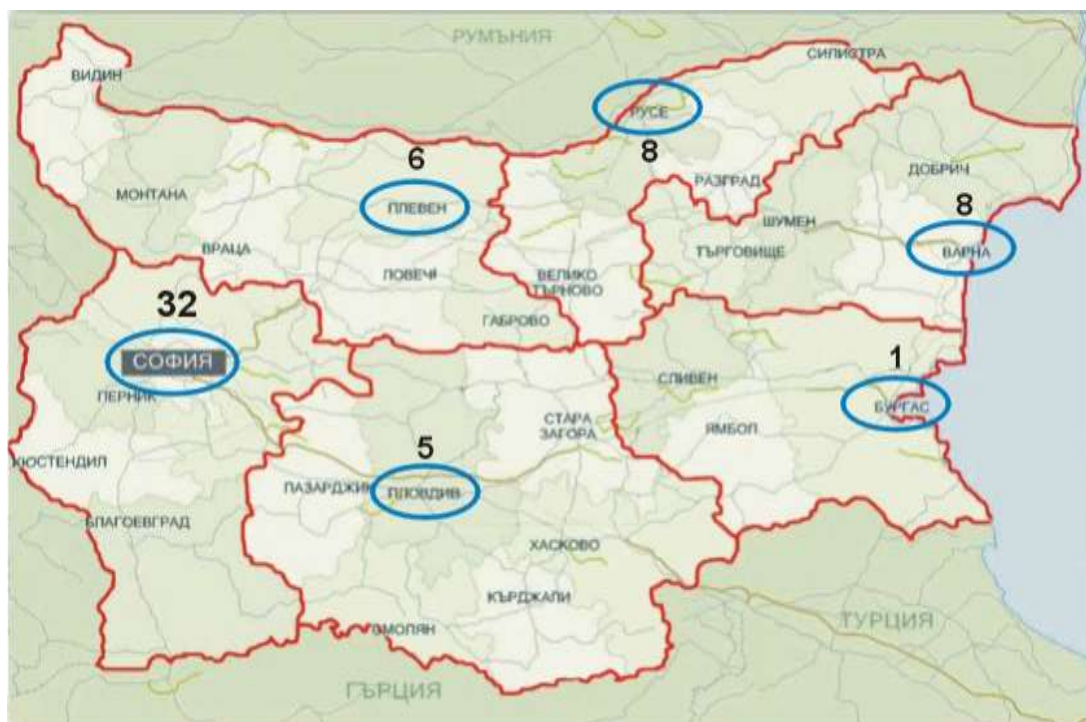 РУМЪНИЯ
СИЛИСТРА
ВИДИН
РУСЕ
8
6
РАЗГРАД
ДОБРИЧ
МОНТАНА
ПЛЕВЕН
ШУМЕН
8
ВРАЦА
ТЪРГОВИЩЕ
ВАРНА
ЛОВЕЧ
ВЕЛИКО
ТЪРНОВО
32
ГАБРОВО
СОФИЯ
1
СЛИВЕН
ПЕРНИК
БУРГАС
СТАРА
ЗАГОРА
ЯМБОЛ
5
КЮСТЕНДИЛ
ПАЗАРДЖИК
ПЛОВДИВ
БЛАГОЕВГРАД
ХАСКОВО
КЪРДЖАЛИ
СМОЛЯН
ТУРЦИЯ
ГЪРЦИЯ